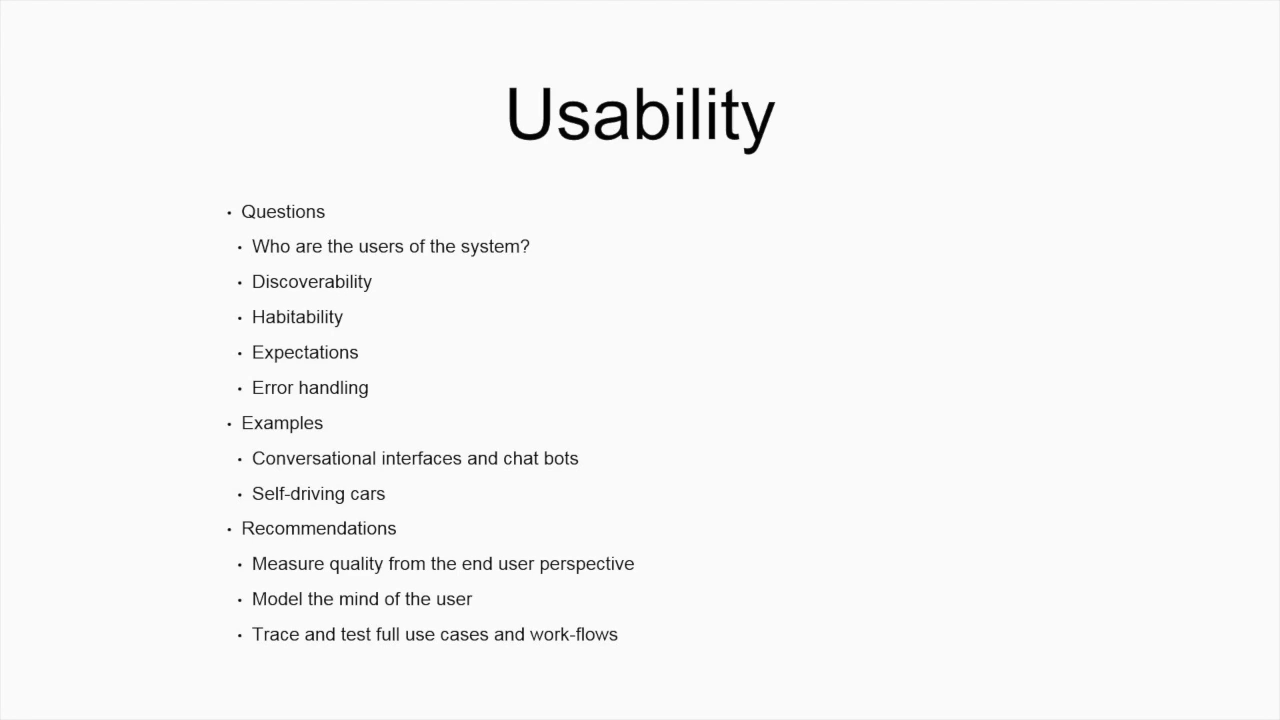 Usability
• Questions
• Who are the users of the system?
• Discoverability
• Habitability
• Expectations
• Error handling
• Examples
• Conversational interfaces and chat bots
• Self-driving cars
• Recommendations
• Measure quality from the end user perspective
• Model the mind of the user
• Trace and test full use cases and work-flows